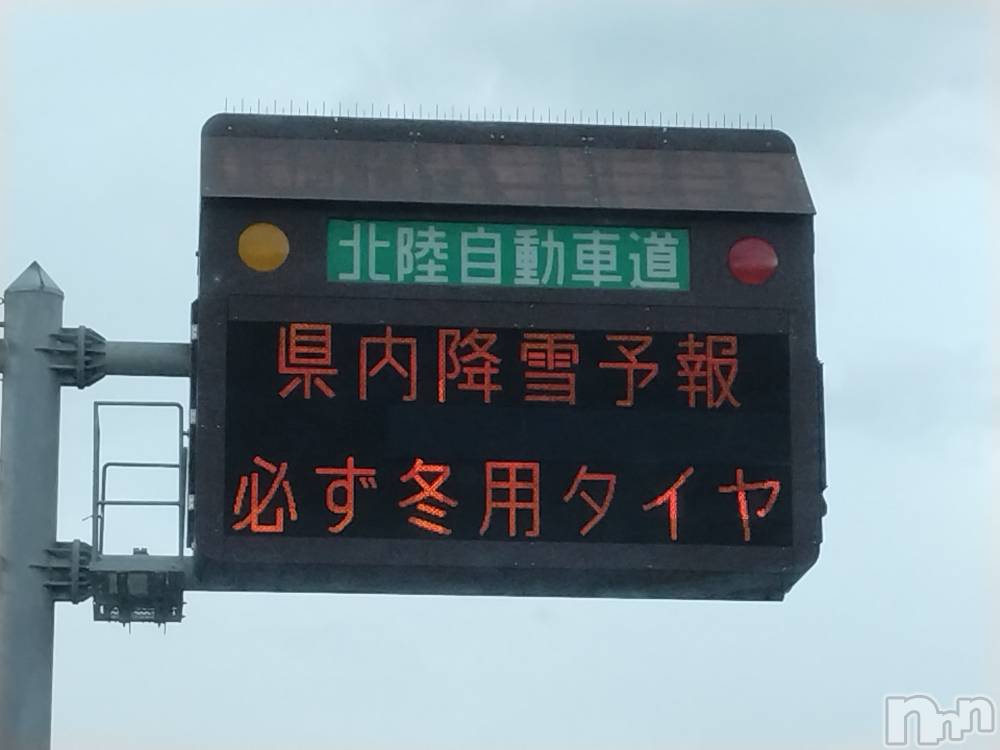 北陸自動車道
県内降雪予報
必ず冬用タイヤ
nnn